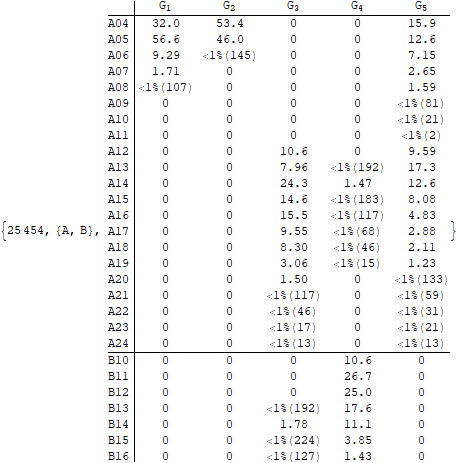 G1 G2 G3 G4 G5
A04 32.0 53.4 0 0 15.9
A05 56.6 46.0 0 0 12.6
A06 9.29 <1%(145) 0 0 7.15
A07 1.71 0 0 0 2.65
A08 <1%(107) 0 0 0 1.59
A09 0 0 0 0 <1%(81)
A10 0 0 0 0 <1%(21)
A11 0 0 0 0 <1%(2)
A12 0 0 10.6 0 9.59
A13 0 0 7.96 <1%(192) 17.3
A14 0 0 24.3 1.47 12.6
A15 0 0 14.6 <1%(183) 8.08
A16 0 0 15.5 <1%(117) 4.83
{25454, {A, B}, A17 0 0 9.55 <1%(68) 2.88 }
A18 0 0 8.30 <1%(46) 2.11
A19 0 0 3.06 <1%(15) 1.23
A20 0 0 1.50 0 <1%(133)
A21 0 0 <1%(117) 0 <1%(59)
A22 0 0 <1%(46) 0 <1%(31)
A23 0 0 <1%(17) 0 <1%(21)
A24 0 0 <1%(13) 0 <1%(13)
B10 0 0 0 10.6 0
B11 0 0 0 26.7 0
B12 0 0 0 25.0 0
B13 0 0 <1%(192) 17.6 0
B14 0 0 1.78 11.1 0
B15 0 0 <1%(224) 3.85 0
B16 0 0 <1%(127) 1.43 0